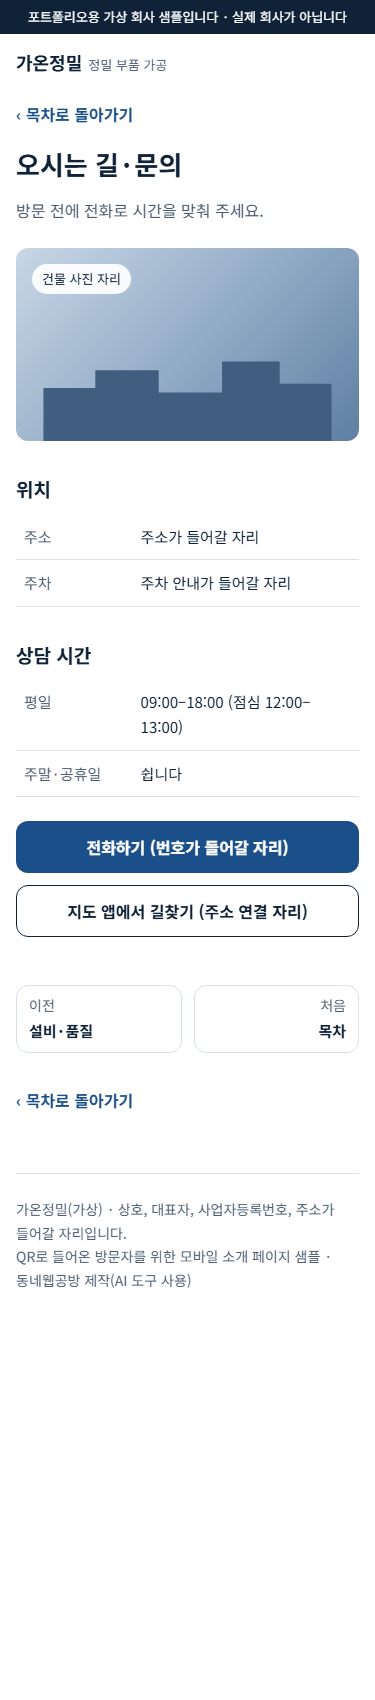 포트폴리오용 가상 회사 샘플입니다 · 실제 회사가 아닙니다
가온정밀 정밀 부품 가공
‹ 목차로 돌아가기
오시는 길·문의
방문 전에 전화로 시간을 맞춰 주세요.
건물 사진 자리
위치
주소 주소가 들어갈 자리
주차 주차 안내가 들어갈 자리
상담 시간
평일 09:00–18:00 (점심 12:00–
13:00)
주말·공휴일 쉽니다
전화하기 (번호가 들어갈 자리)
지도 앱에서 길찾기 (주소 연결 자리)
이전 처음
설비·품질 목차
‹ 목차로 돌아가기
가온정밀(가상) · 상호, 대표자, 사업자등록번호, 주소가
들어갈 자리입니다.
QR로 들어온 방문자를 위한 모바일 소개 페이지 샘플 ·
동네웹공방 제작(AI 도구 사용)